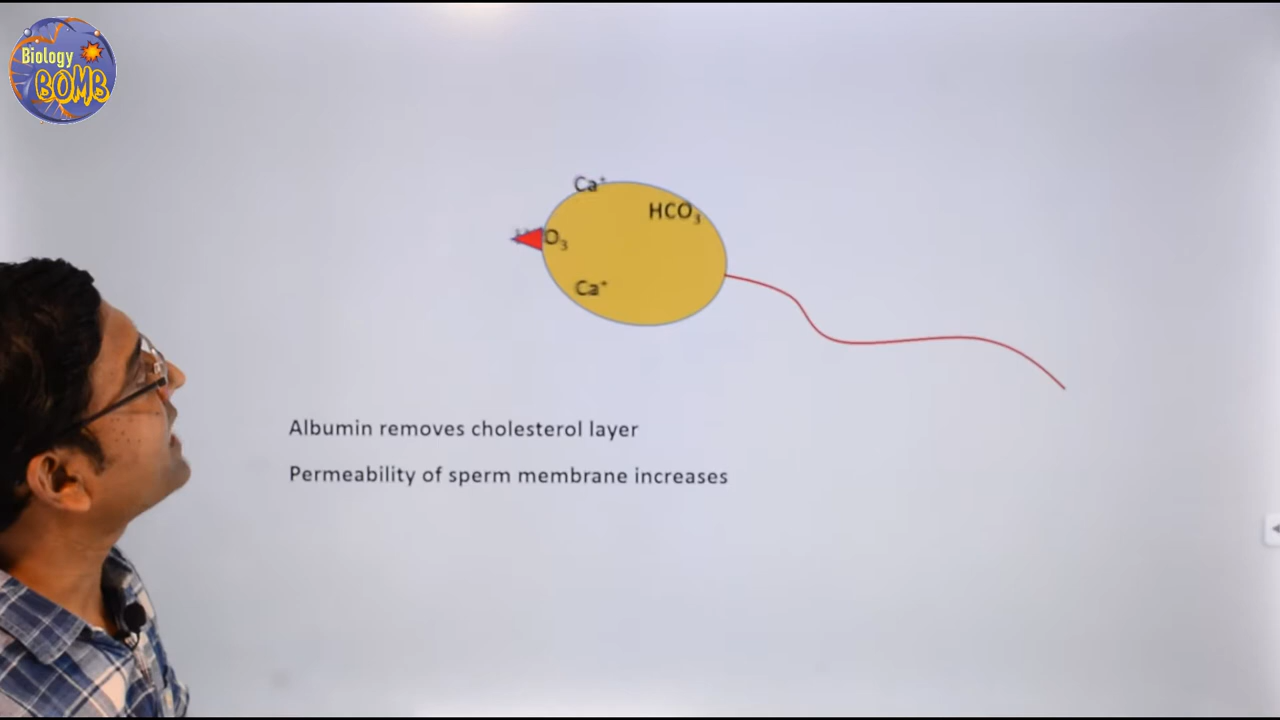 Biology
BOMB
Ca⁺
HCO₃
O₃
Ca⁺
Albumin removes cholesterol layer
Permeability of sperm membrane increases